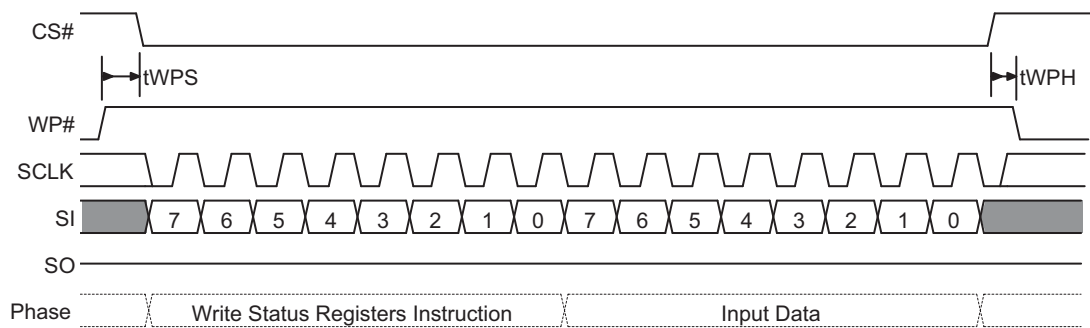 CS#
tWPS tWPH
WP#
SCLK
SI 7 6 5 4 3 2 1 0 7 6 5 4 3 2 1 0
SO
Phase Write Status Registers Instruction Input Data